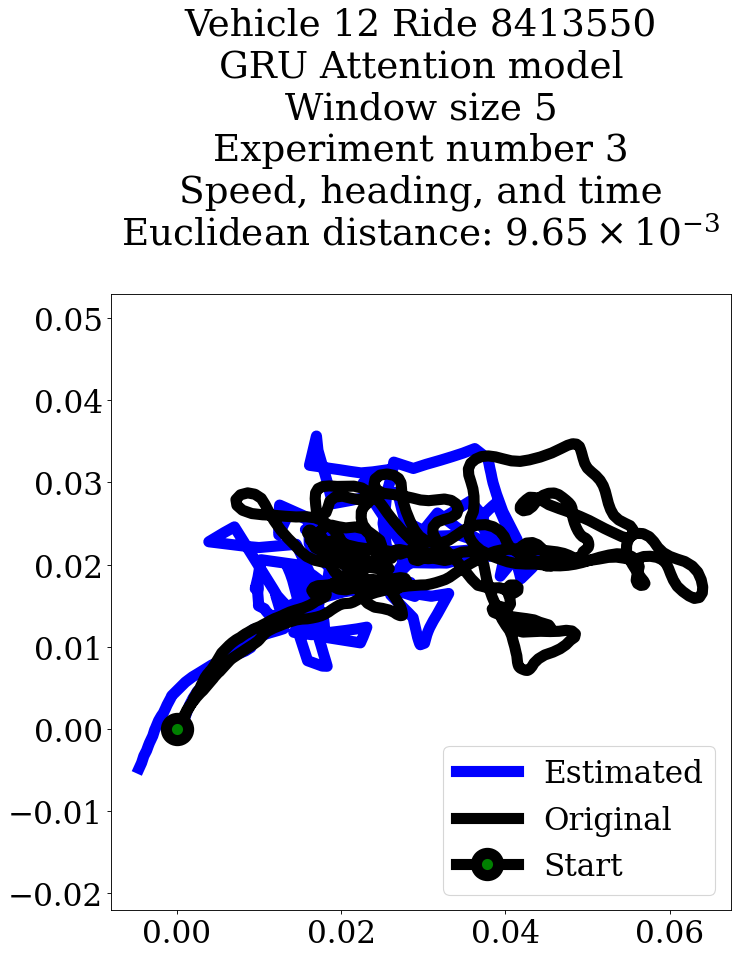 Vehicle 12 Ride 8413550
GRU Attention model
Window size 5
Experiment number 3
Speed, heading, and time
Euclidean distance: 9.65 × 10⁻³
0.05
0.04
0.03
0.02
0.01
0.00
−0.01
−0.02
0.00 0.02 0.04 0.06
Estimated
Original
Start